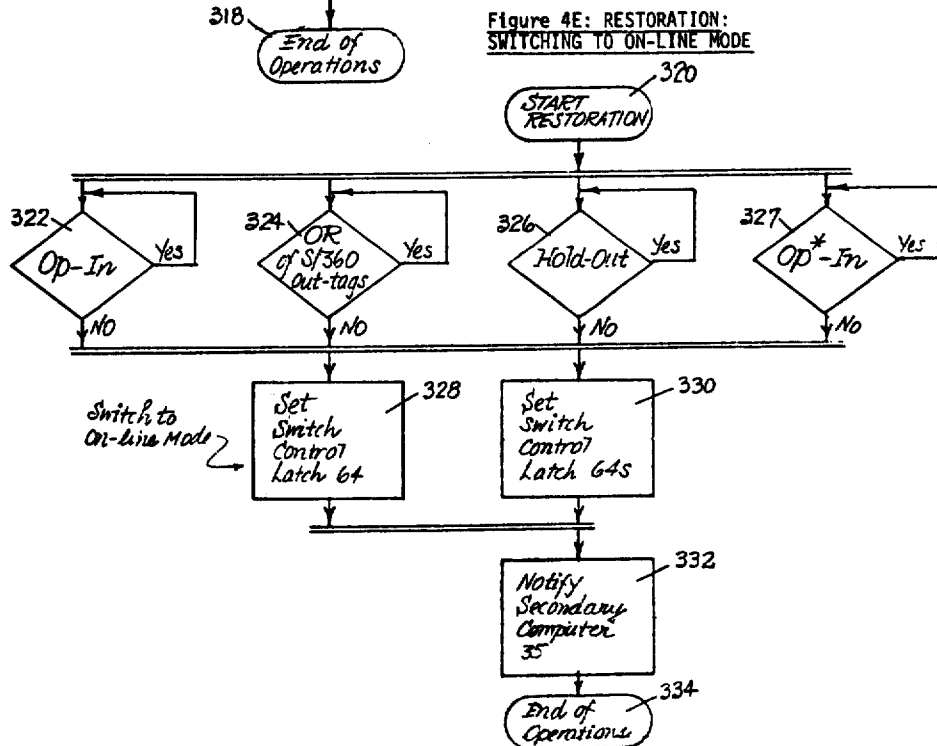 318
End of
Operations
Figure 4E: RESTORATION:
SWITCHING TO ON-LINE MODE
320
START
RESTORATION
322
Op-In
Yes
NO
324
OR
of S/360
Out-tags
Yes
NO
326
Hold-Out
Yes
No
327
Op*-In
Yes
No
Switch to
On-line Mode
328
Set
Switch
Control
Latch 64
330
Set
Switch
Control
Latch 64s
332
Notify
Secondary
Computer
35
334
End of
Operations